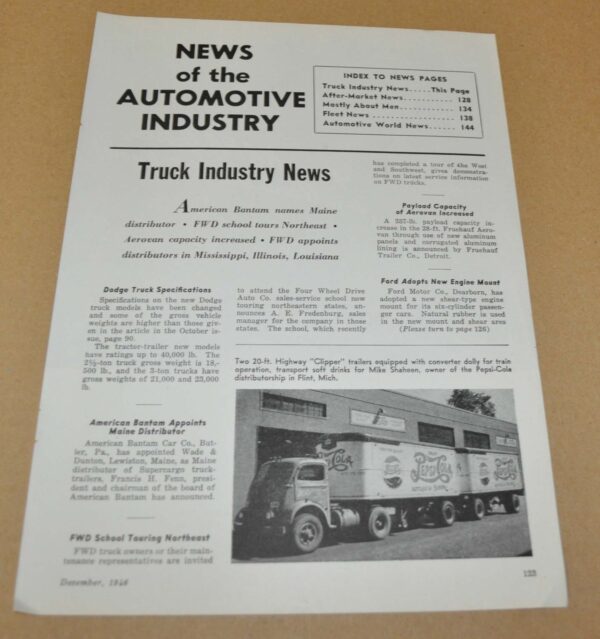 NEWS
of the
AUTOMOTIVE
INDUSTRY
INDEX TO NEWS PAGES
Truck Industry News.....This Page
After-Market News............ 128
Mostly About Men............ 134
Fleet News ................... 138
Automotive World News...... 144
Truck Industry News
American Bantam names Maine
distributor • FWD school tours Northeast •
Aerovan capacity increased • FWD appoints
distributors in Mississippi, Illinois, Louisiana
Dodge Truck Specifications
Specifications on the new Dodge
truck models have been changed
and some of the gross vehicle
weights are higher than those giv-
en in the article in the October is-
sue, page 90.
The tractor-trailer new models
have ratings up to 40,000 lb. The
2½-ton truck gross weight is 18,-
500 lb., and the 3-ton trucks have
gross weights of 21,000 and 23,000
lb.
American Bantam Appoints
Maine Distributor
American Bantam Car Co., But-
ler, Pa., has appointed Wade &
Dunton, Lewiston, Maine, as Maine
distributor of Supercargo truck-
trailers, Francis H. Fenn, presi-
dent and chairman of the board of
American Bantam has announced.
FWD School Touring Northeast
FWD truck owners or their main-
tenance representatives are invited
to attend the Four Wheel Drive
Auto Co. sales-service school now
touring northeastern states, an-
nounces A. E. Fredenburg, sales
manager for the company in those
states. The school, which recently
has completed a tour of the West
and Southwest, gives demonstra-
tions on latest service information
on FWD trucks.
Payload Capacity
of Aerovan Increased
A 257-lb. payload capacity in-
crease in the 28-ft. Fruehauf Aero-
van through use of new aluminum
panels and corrugated aluminum
lining is announced by Fruehauf
Trailer Co., Detroit.
Ford Adopts New Engine Mount
Ford Motor Co., Dearborn, has
adopted a new shear-type engine
mount for its six-cylinder passen-
ger cars. Natural rubber is used
in the new mount and shear area
(Please turn to page 126)
Two 20-ft. Highway "Clipper" trailers equipped with converter dolly for train
operation, transport soft drinks for Mike Shaheen, owner of the Pepsi-Cola
distributorship in Flint, Mich.
Pepsi-Cola
December, 1946
123